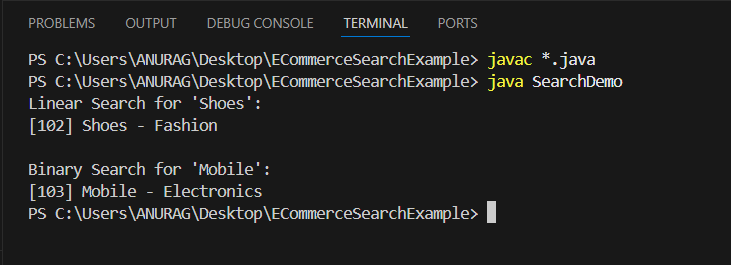 PROBLEMS OUTPUT DEBUG CONSOLE TERMINAL PORTS
PS C:\Users\ANURAG\Desktop\ECommerceSearchExample> javac *.java
PS C:\Users\ANURAG\Desktop\ECommerceSearchExample> java SearchDemo
Linear Search for 'Shoes':
[102] Shoes - Fashion
Binary Search for 'Mobile':
[103] Mobile - Electronics
PS C:\Users\ANURAG\Desktop\ECommerceSearchExample>